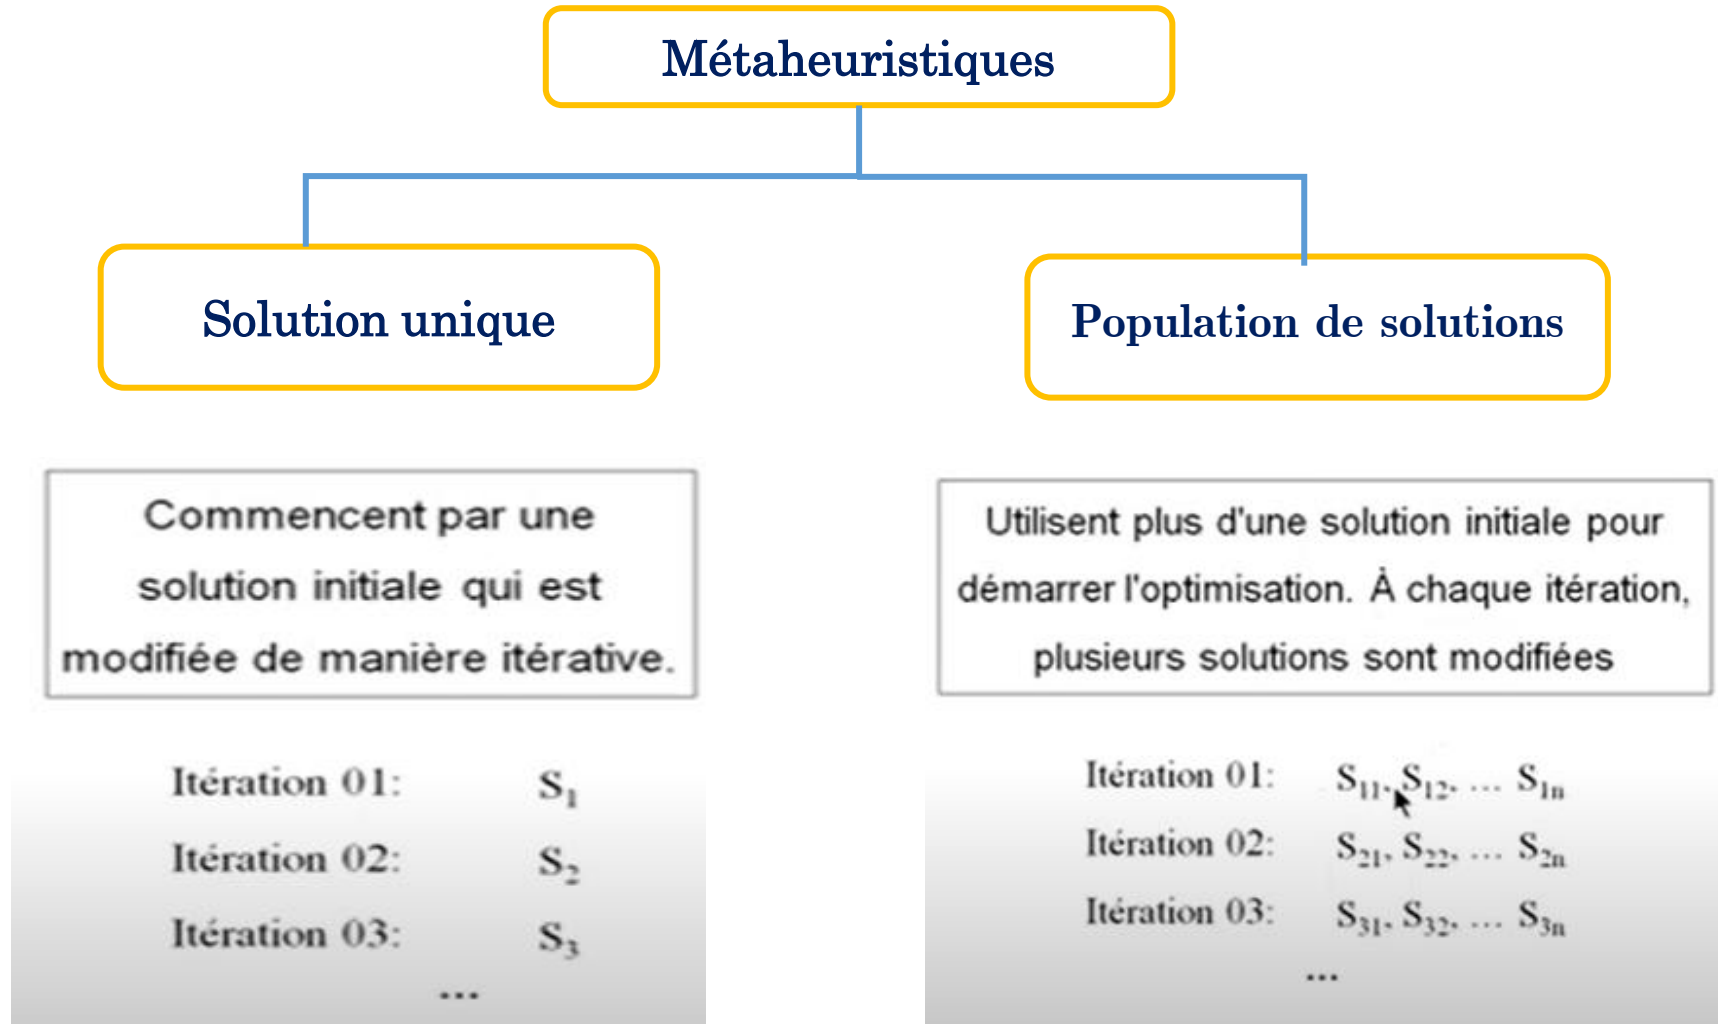 Métaheuristiques
Solution unique
Population de solutions
Commencent par une
solution initiale qui est
modifiée de manière itérative.
Utilisent plus d'une solution initiale pour
démarrer l'optimisation. À chaque itération,
plusieurs solutions sont modifiées
Itération 01: S₁
Itération 02: S₂
Itération 03: S₃
...
Itération 01: S₁₁, S₁₂, ... S₁ₙ
Itération 02: S₂₁, S₂₂, ... S₂ₙ
Itération 03: S₃₁, S₃₂, ... S₃ₙ
...